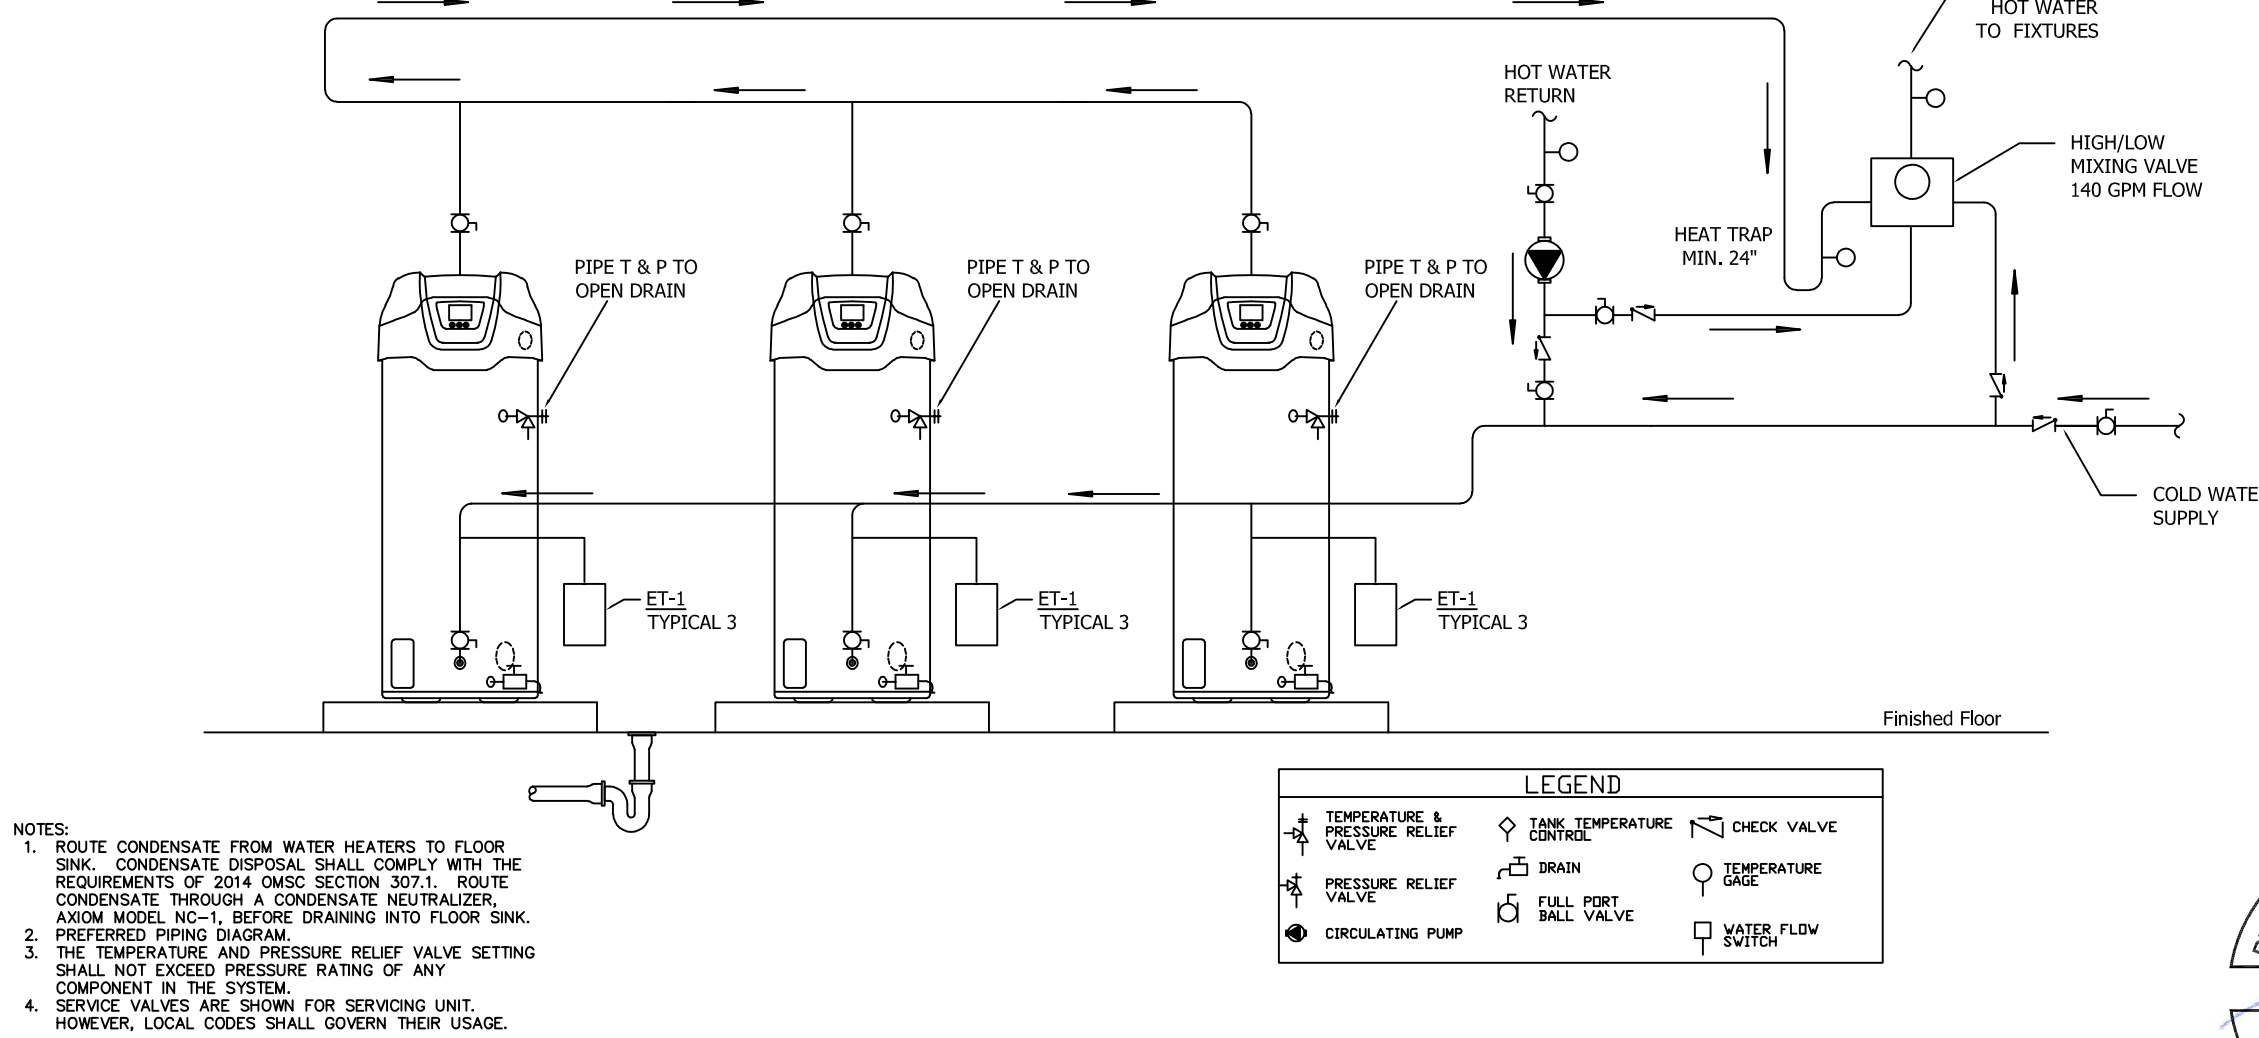 HOT WATER
TO FIXTURES
HOT WATER
RETURN
HIGH/LOW
MIXING VALVE
140 GPM FLOW
HEAT TRAP
MIN. 24"
PIPE T & P TO
OPEN DRAIN
PIPE T & P TO
OPEN DRAIN
PIPE T & P TO
OPEN DRAIN
COLD WATE
SUPPLY
ET-1
TYPICAL 3
ET-1
TYPICAL 3
ET-1
TYPICAL 3
Finished Floor
LEGEND
TEMPERATURE &
PRESSURE RELIEF
VALVE
PRESSURE RELIEF
VALVE
CIRCULATING PUMP
TANK TEMPERATURE
CONTROL
DRAIN
FULL PORT
BALL VALVE
CHECK VALVE
TEMPERATURE
GAGE
WATER FLOW
SWITCH
NOTES:
1. ROUTE CONDENSATE FROM WATER HEATERS TO FLOOR
SINK. CONDENSATE DISPOSAL SHALL COMPLY WITH THE
REQUIREMENTS OF 2014 OMSC SECTION 307.1. ROUTE
CONDENSATE THROUGH A CONDENSATE NEUTRALIZER,
AXIOM MODEL NC-1, BEFORE DRAINING INTO FLOOR SINK.
2. PREFERRED PIPING DIAGRAM.
3. THE TEMPERATURE AND PRESSURE RELIEF VALVE SETTING
SHALL NOT EXCEED PRESSURE RATING OF ANY
COMPONENT IN THE SYSTEM.
4. SERVICE VALVES ARE SHOWN FOR SERVICING UNIT.
HOWEVER, LOCAL CODES SHALL GOVERN THEIR USAGE.